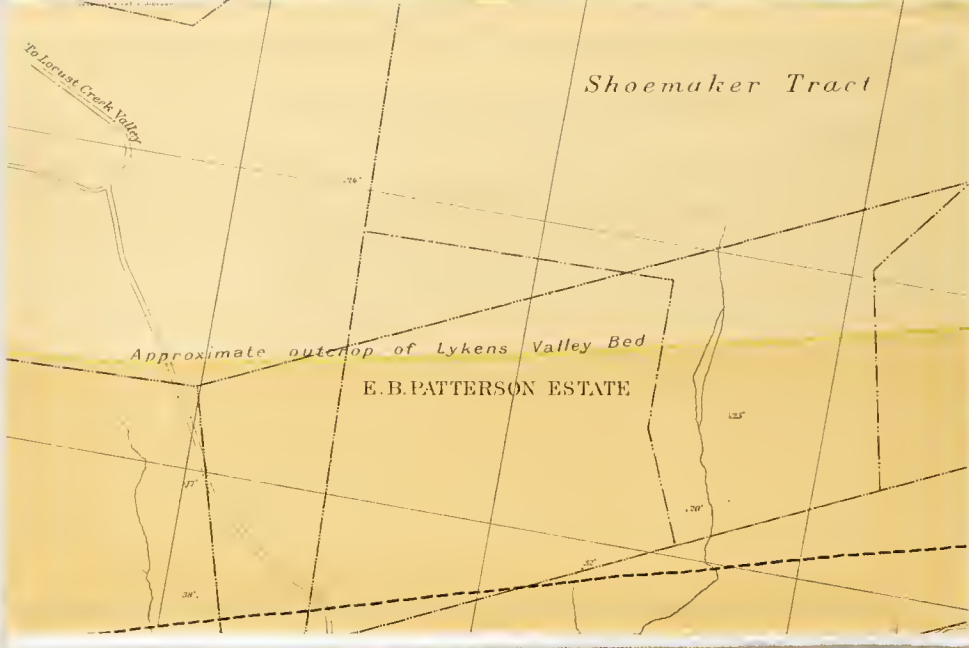 To Locust Creek Valley
Shoemaker Tract
Approximate outcrop of Lykens Valley Bed
E.B.PATTERSON ESTATE